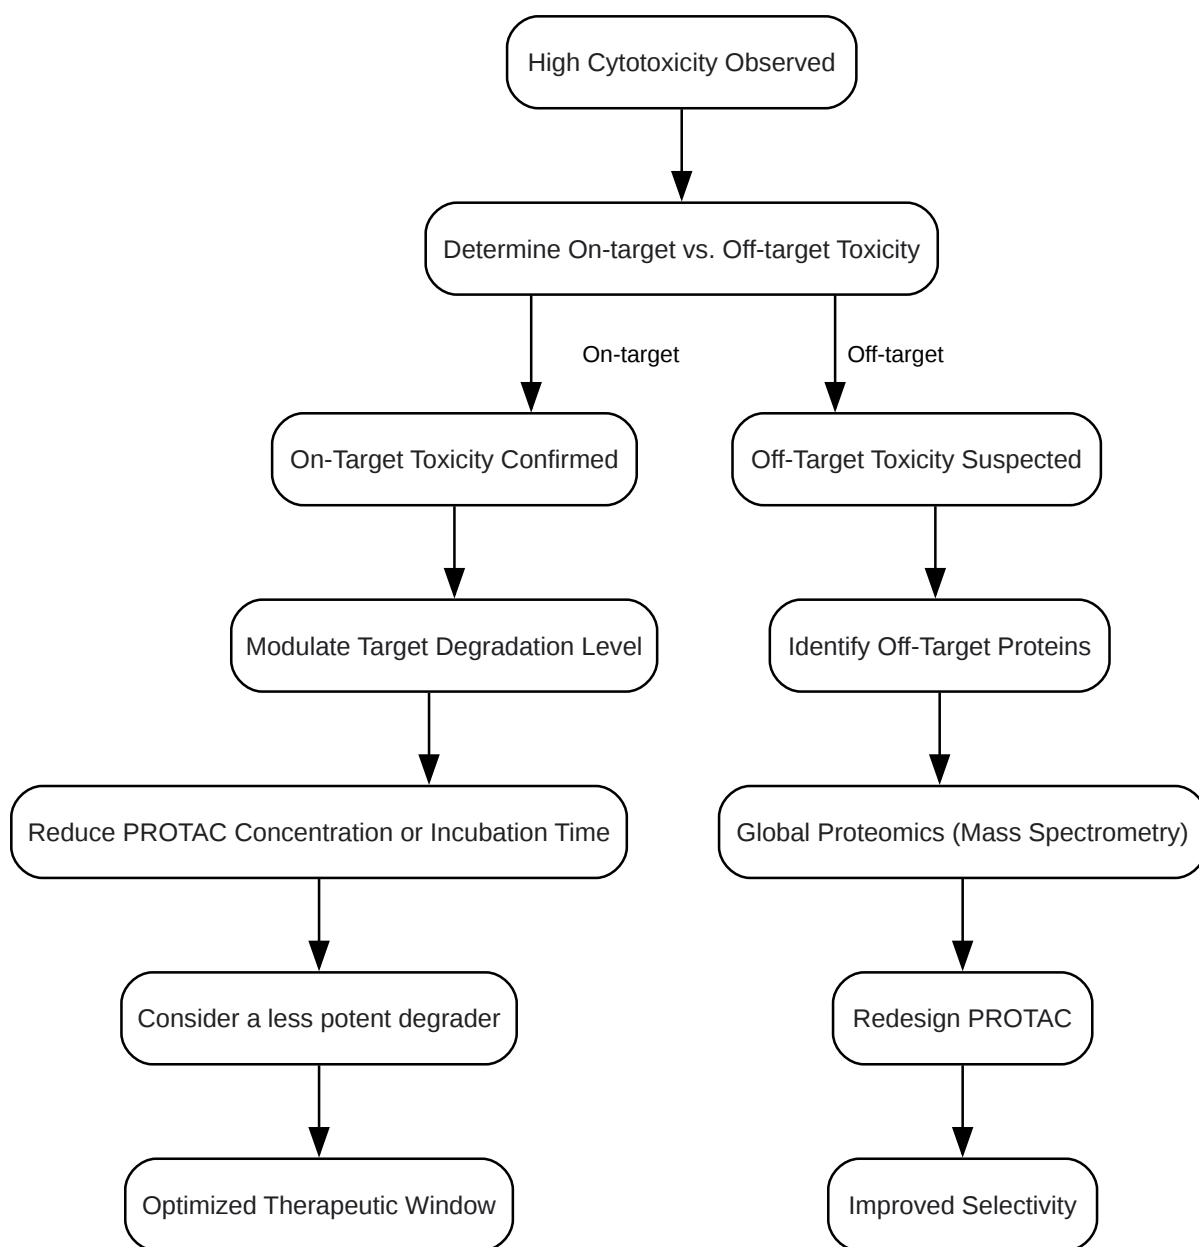 High Cytotoxicity Observed
Determine On-target vs. Off-target Toxicity
On-target
Off-target
On-Target Toxicity Confirmed
Off-Target Toxicity Suspected
Modulate Target Degradation Level
Identify Off-Target Proteins
Reduce PROTAC Concentration or Incubation Time
Global Proteomics (Mass Spectrometry)
Consider a less potent degrader
Redesign PROTAC
Optimized Therapeutic Window
Improved Selectivity